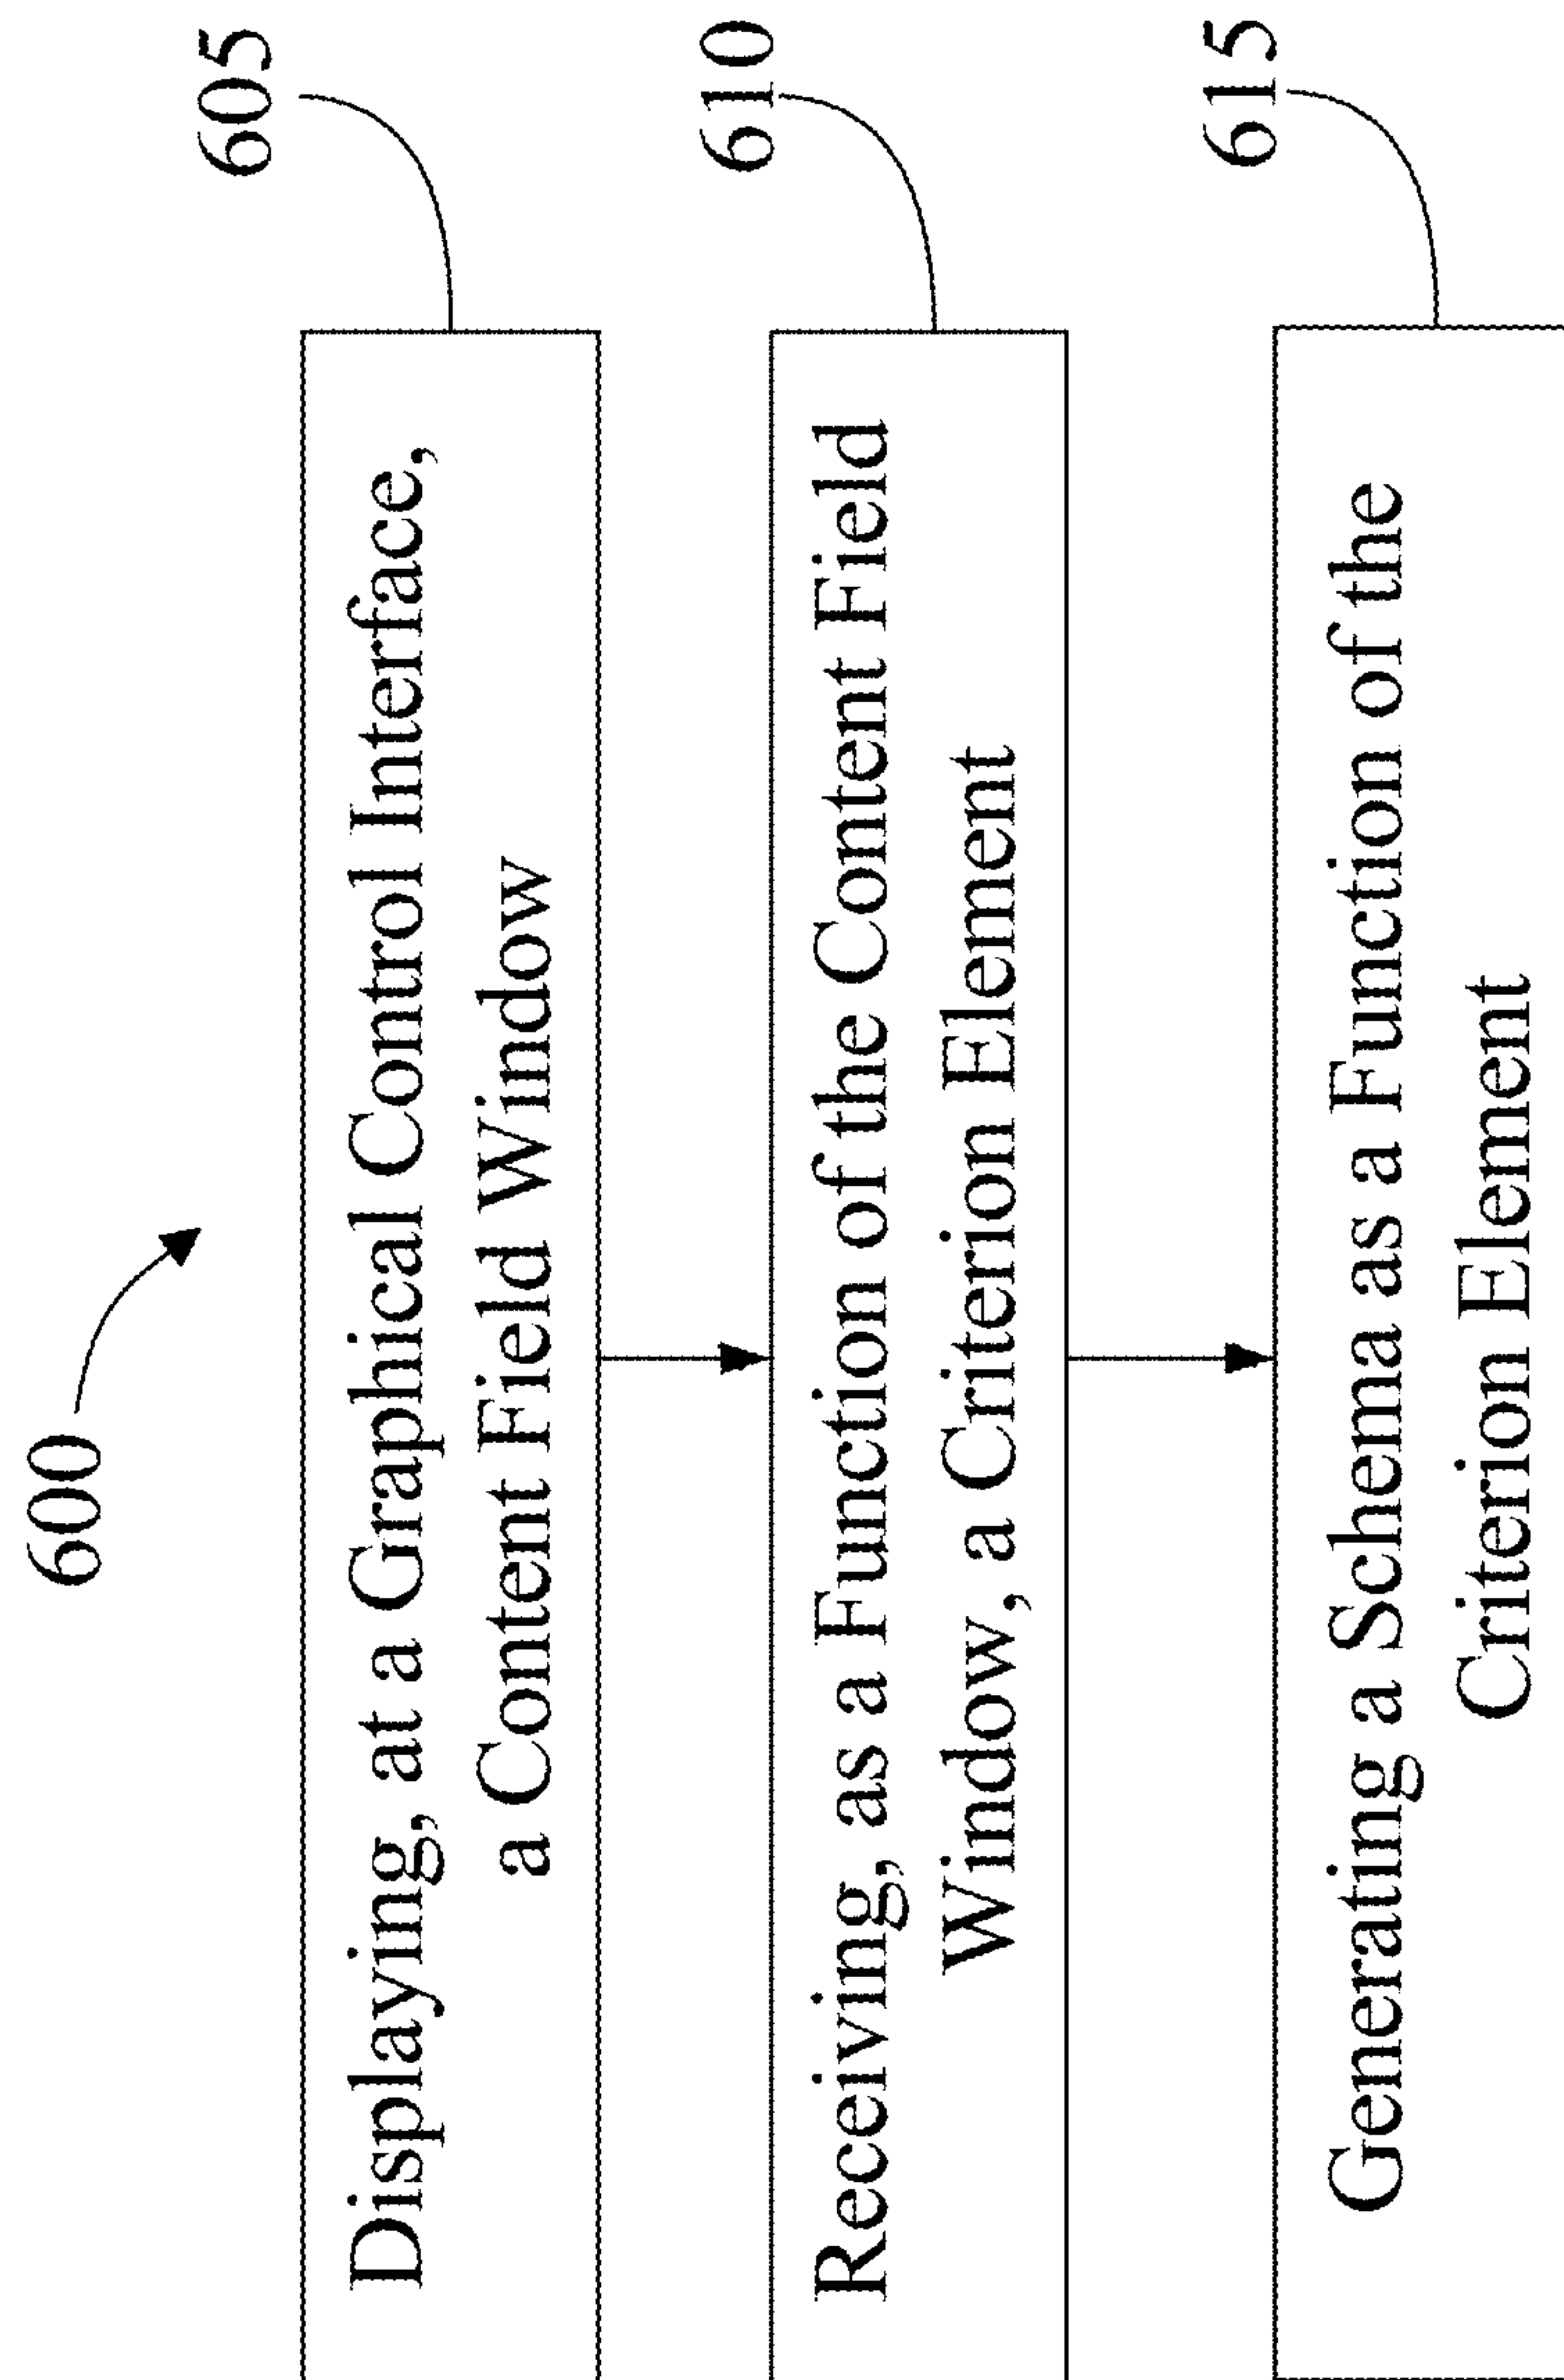 600
605
Displaying, at a Graphical Control Interface,
a Content Field Window
610
Receiving, as a Function of the Content Field
Window, a Criterion Element
615
Generating a Schema as a Function of the
Criterion Element